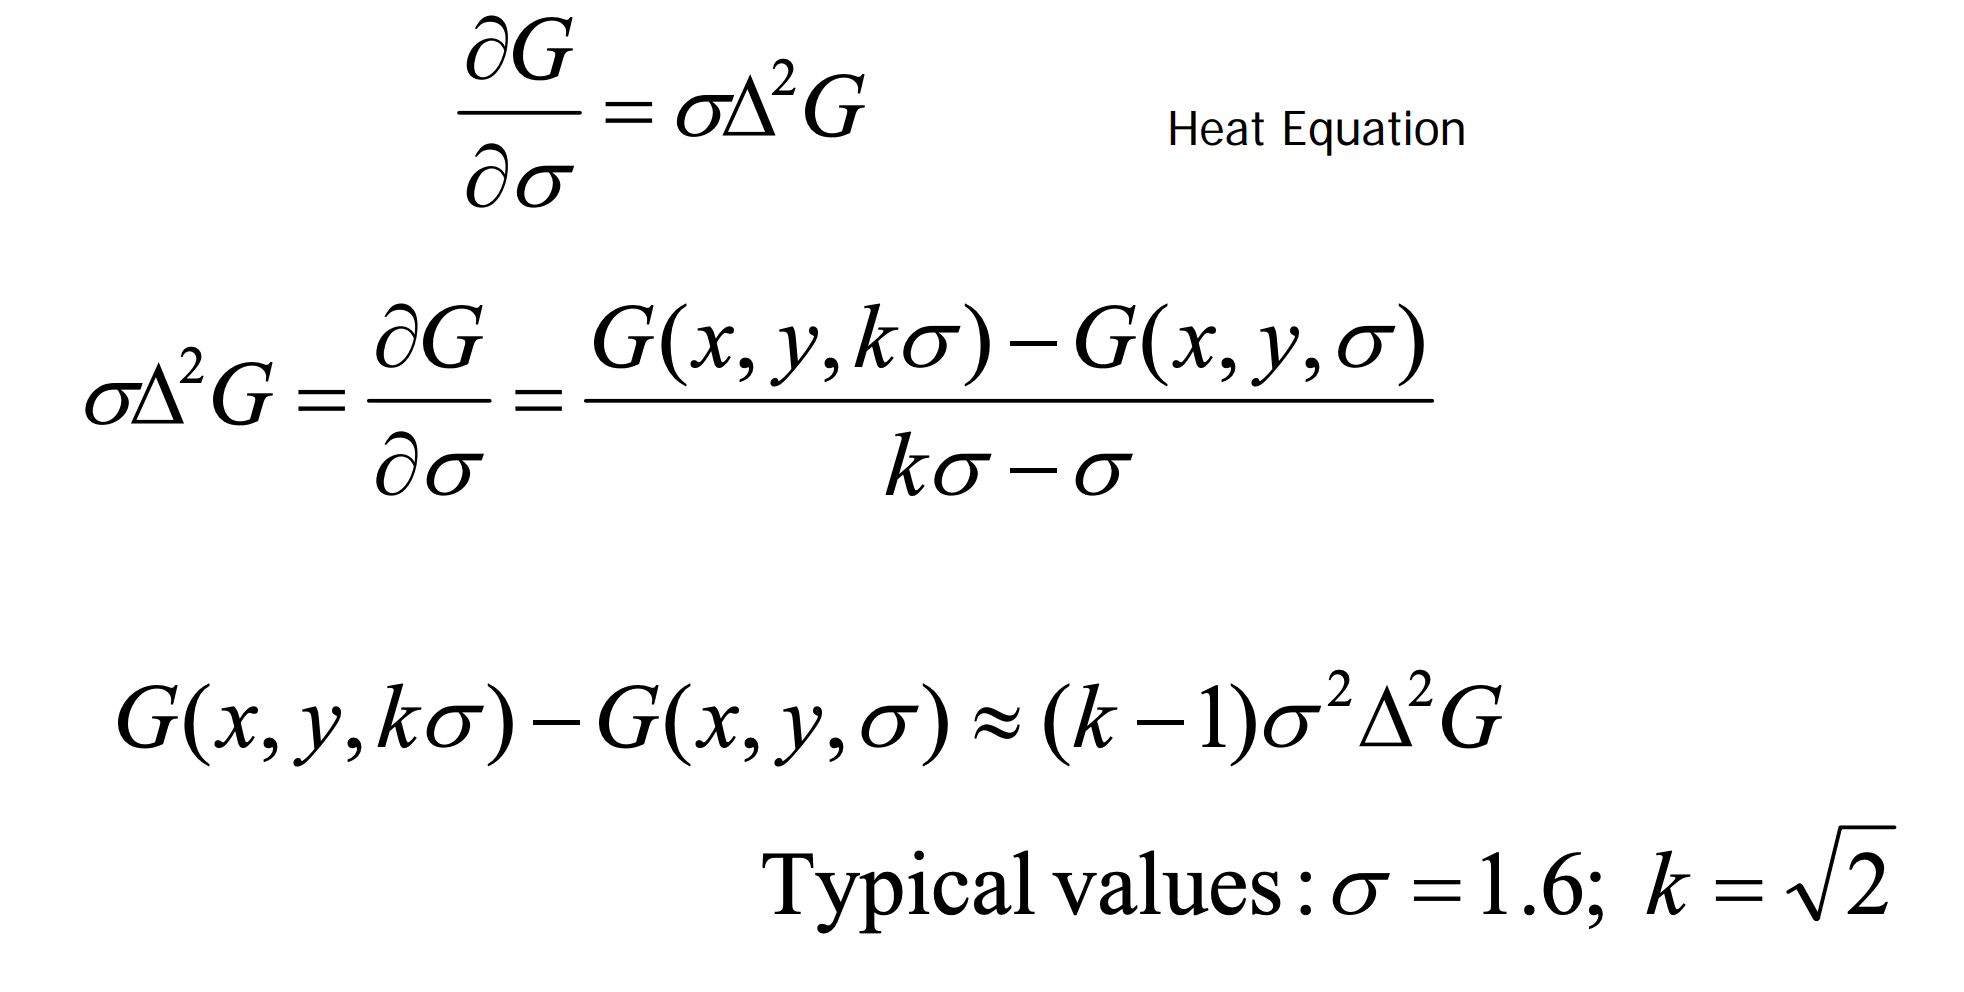 ∂G/∂σ = σΔ²G Heat Equation
σΔ²G = ∂G/∂σ = (G(x, y, kσ) − G(x, y, σ))/(kσ − σ)
G(x, y, kσ) − G(x, y, σ) ≈ (k − 1)σ²Δ²G
Typical values: σ = 1.6; k = √2